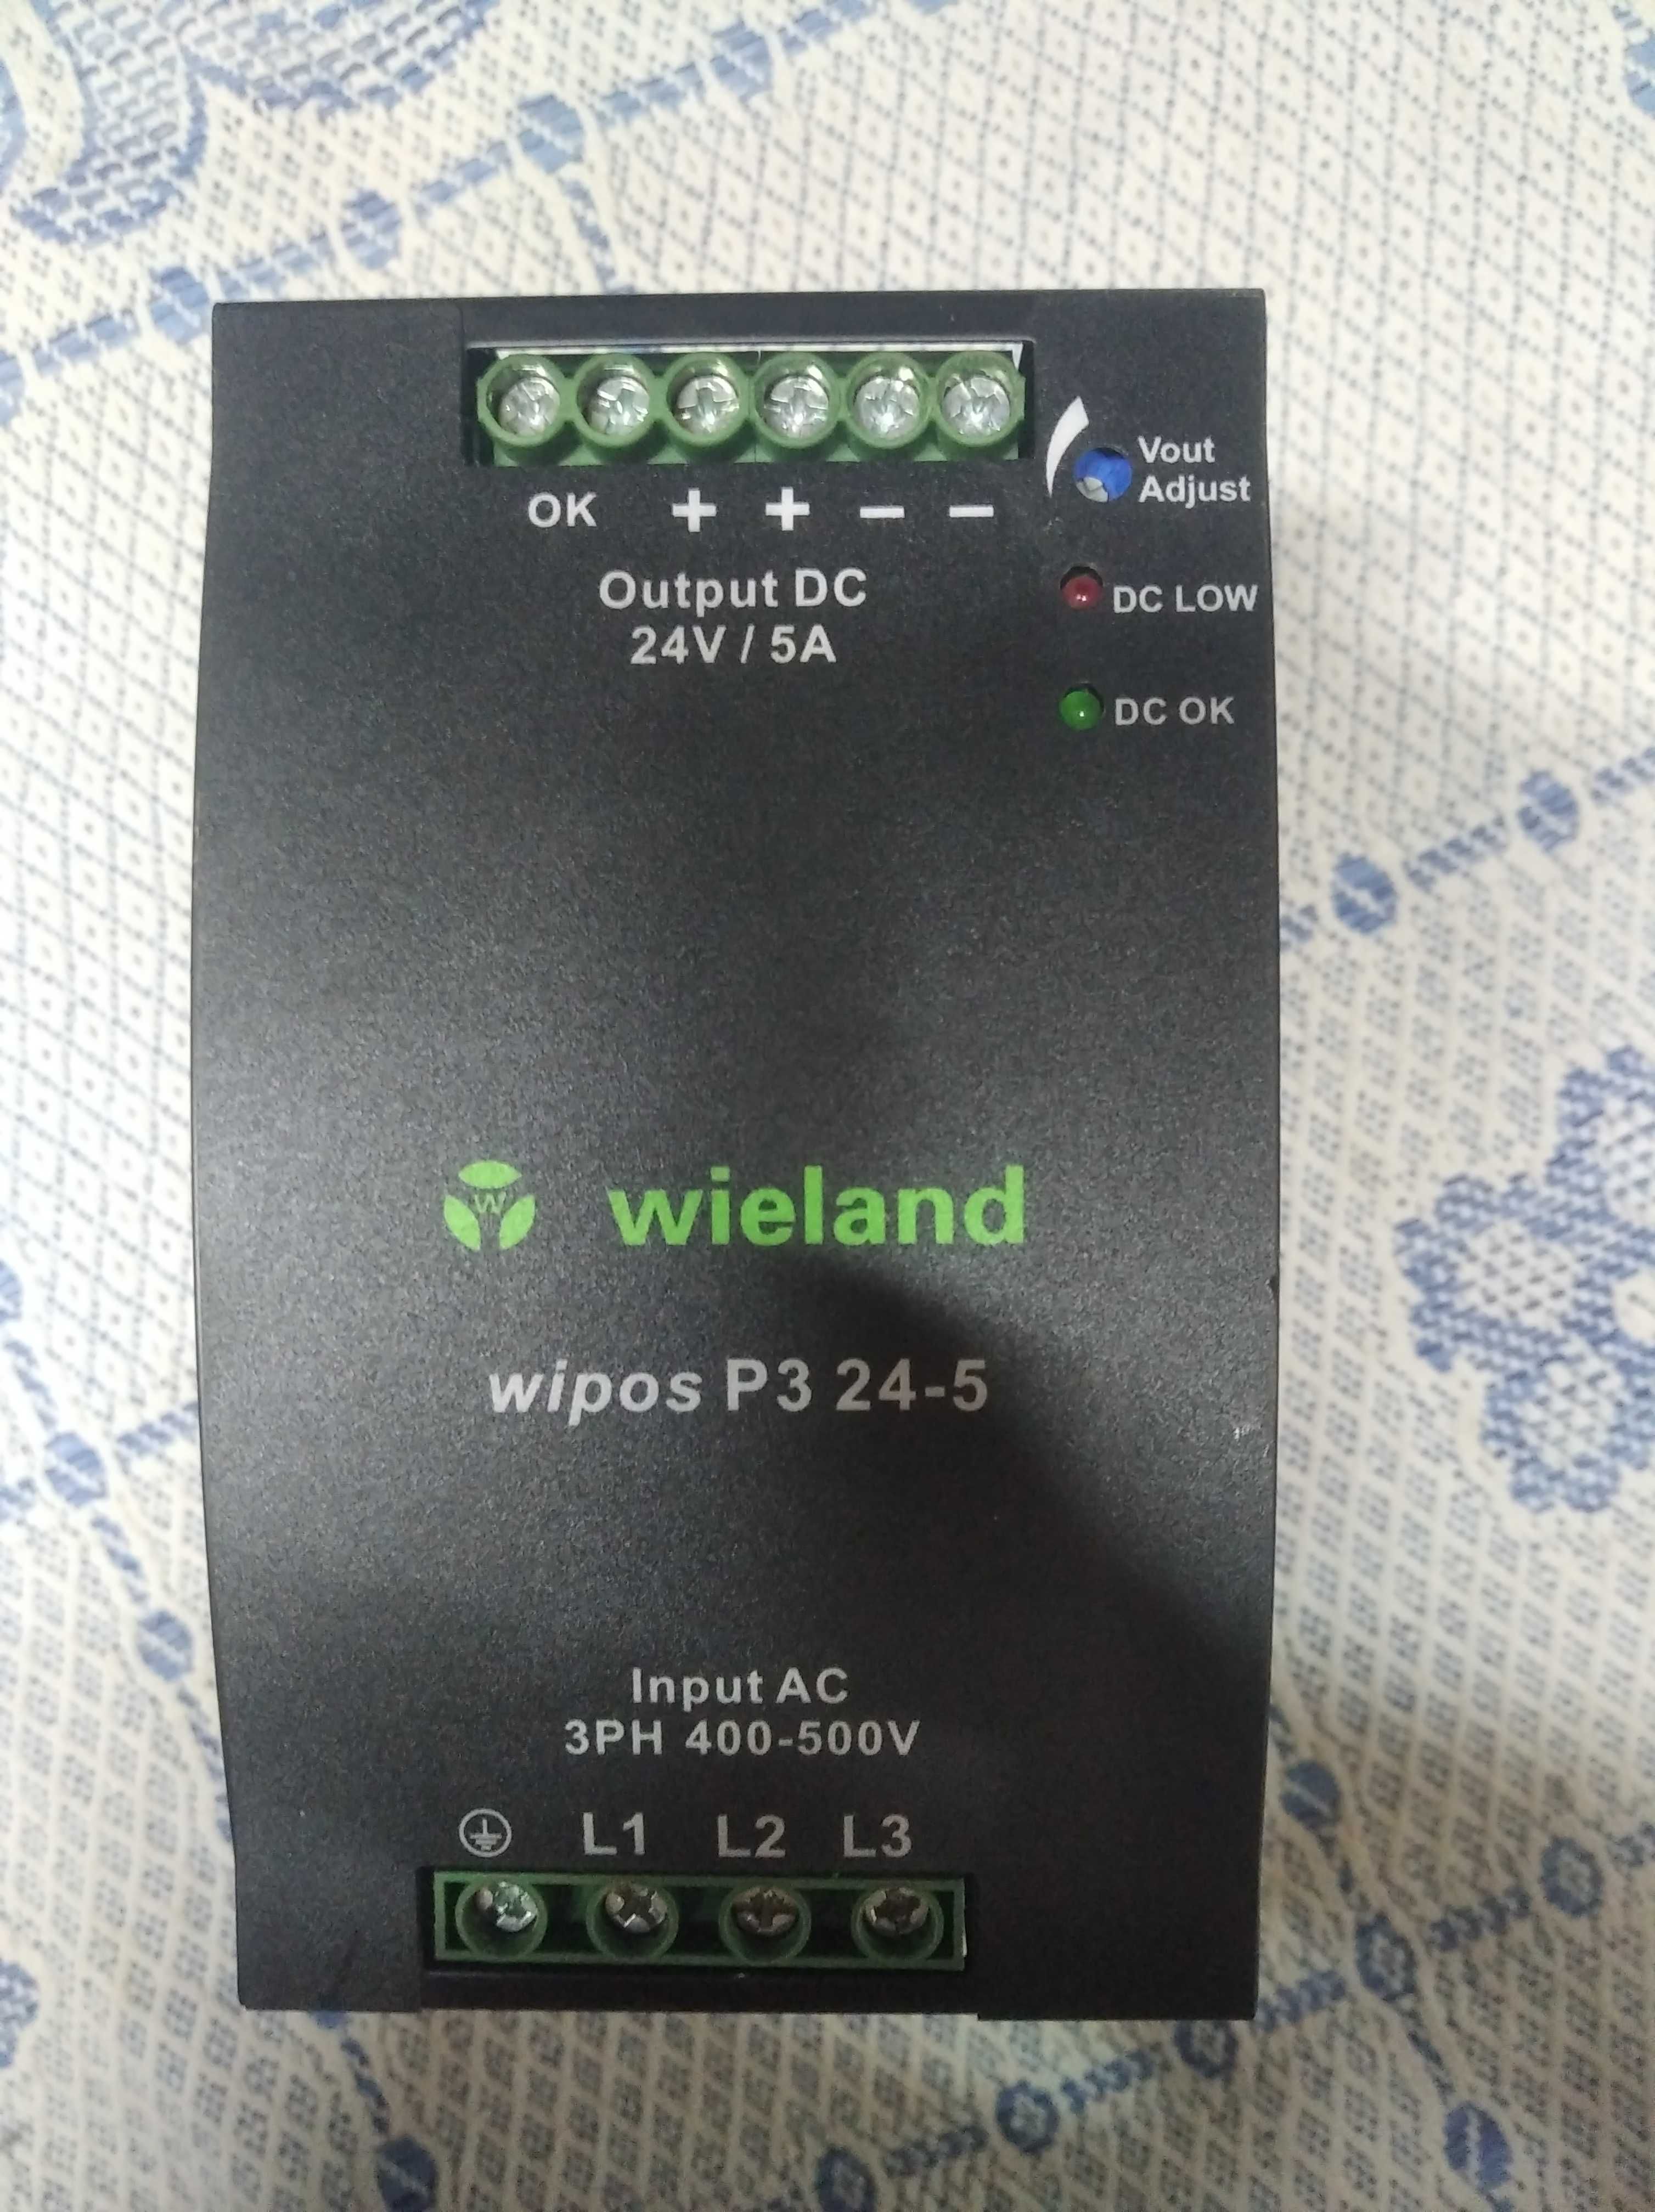 OK + + − −
Vout
Adjust
Output DC
24V / 5A
DC LOW
DC OK
W wieland
wipos P3 24-5
Input AC
3PH 400-500V
L1 L2 L3